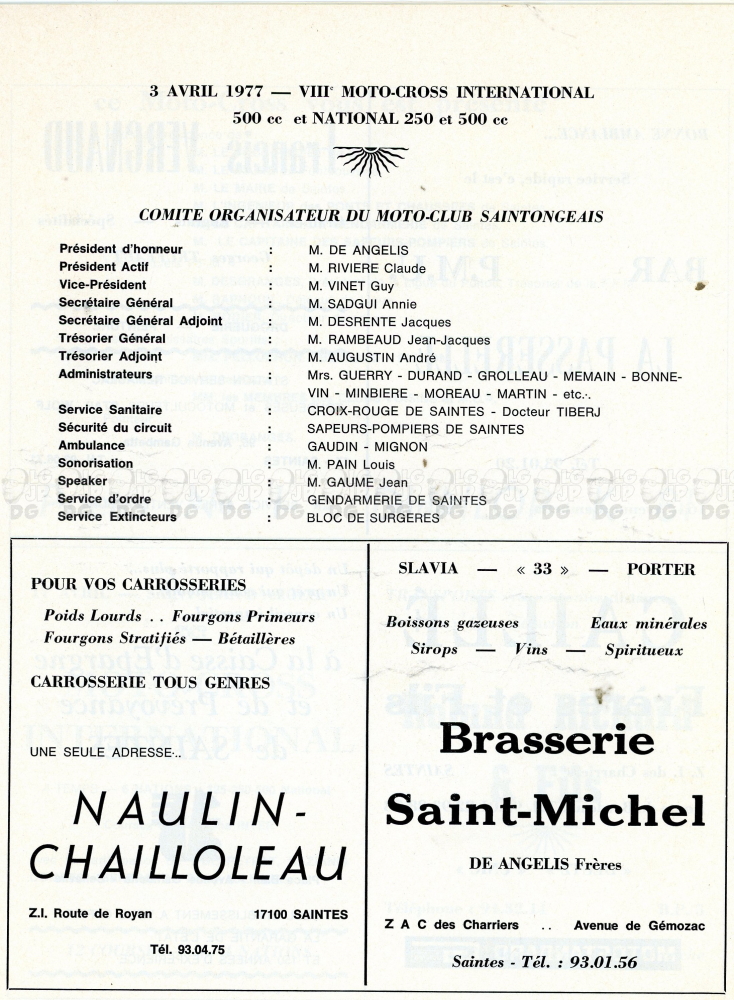 3 AVRIL 1977 — VIIIe MOTO-CROSS INTERNATIONAL
500 cc et NATIONAL 250 et 500 cc
COMITE ORGANISATEUR DU MOTO-CLUB SAINTONGEAIS
Président d'honneur : M. DE ANGELIS
Président Actif : M. RIVIERE Claude
Vice-Président : M. VINET Guy
Secrétaire Général : M. SADGUI Annie
Secrétaire Général Adjoint : M. DESRENTE Jacques
Trésorier Général : M. RAMBEAUD Jean-Jacques
Trésorier Adjoint : M. AUGUSTIN André
Administrateurs : Mrs. GUERRY - DURAND - GROLLEAU - MEMAIN - BONNE-
VIN - MINBIERE - MOREAU - MARTIN - etc..
Service Sanitaire : CROIX-ROUGE DE SAINTES - Docteur TIBERJ
Sécurité du circuit : SAPEURS-POMPIERS DE SAINTES
Ambulance : GAUDIN - MIGNON
Sonorisation : M. PAIN Louis
Speaker : M. GAUME Jean
Service d'ordre : GENDARMERIE DE SAINTES
Service Extincteurs : BLOC DE SURGERES
POUR VOS CARROSSERIES
Poids Lourds . . Fourgons Primeurs
Fourgons Stratifiés — Bétaillères
CARROSSERIE TOUS GENRES
UNE SEULE ADRESSE...
NAULIN-
CHAILLOLEAU
Z.I. Route de Royan 17100 SAINTES
Tél. 93.04.75
SLAVIA — « 33 » — PORTER
Boissons gazeuses Eaux minérales
Sirops — Vins — Spiritueux
Brasserie
Saint-Michel
DE ANGELIS Frères
Z A C des Charriers . . Avenue de Gémozac
Saintes - Tél. : 93.01.56